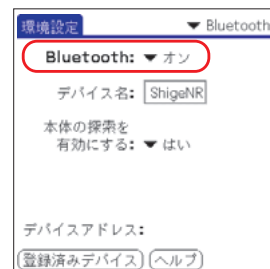 環境設定 ▼ Bluetooth
Bluetooth: ▼ オン
デバイス名: ShigeNR
本体の探索を
有効にする: ▼ はい
デバイスアドレス:
登録済みデバイス ヘルプ